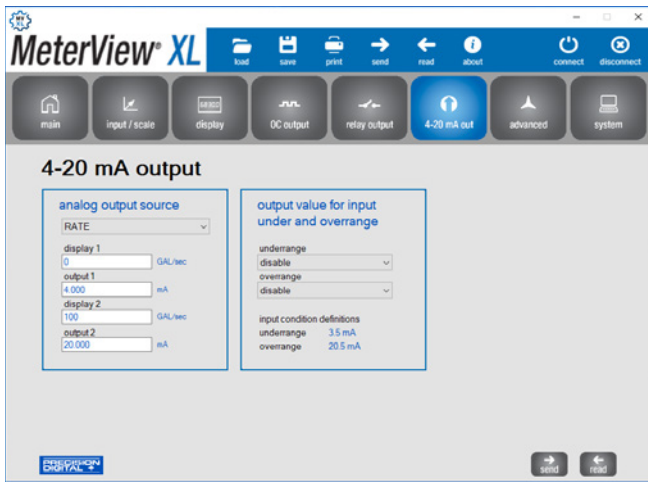 MV
XL
MeterView® XL
load save print send read about connect disconnect
main input / scale display OC output relay output 4-20 mA out advanced system
4-20 mA output
analog output source
RATE
display 1
0 GAL/sec
output 1
4.000 mA
display 2
100 GAL/sec
output 2
20.000 mA
output value for input
under and overrange
underrange
disable
overrange
disable
input condition definitions
underrange 3.5 mA
overrange 20.5 mA
PRECISION
DIGITAL
send read